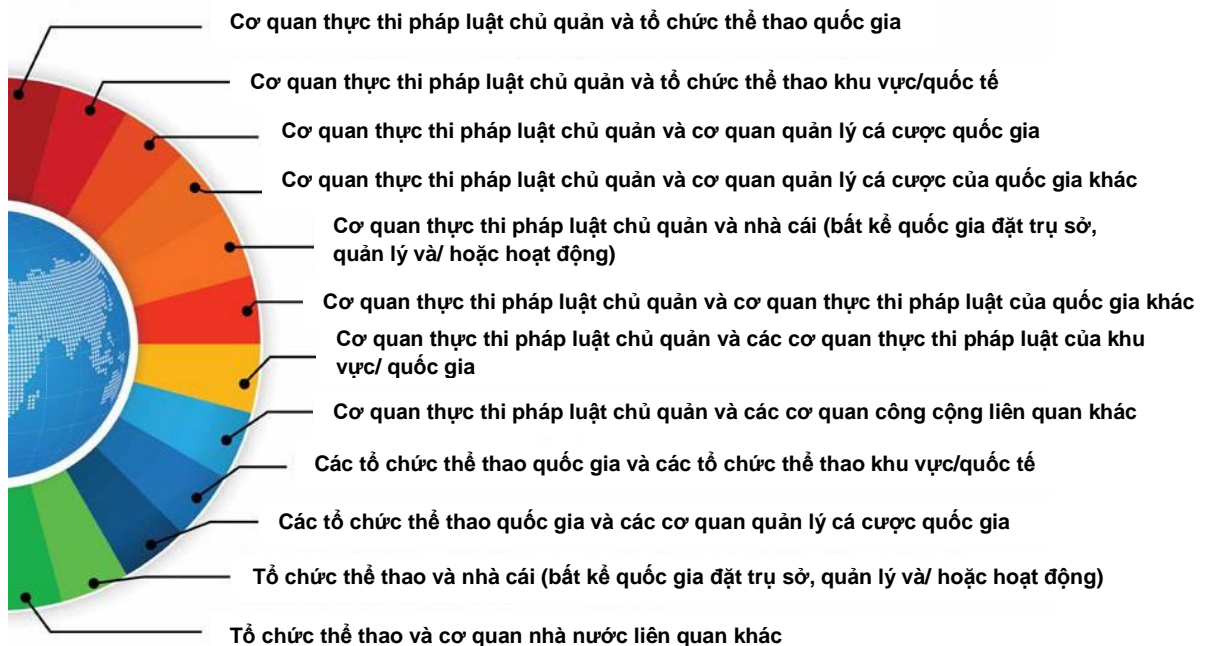 Cơ quan thực thi pháp luật chủ quản và tổ chức thể thao quốc gia
Cơ quan thực thi pháp luật chủ quản và tổ chức thể thao khu vực/quốc tế
Cơ quan thực thi pháp luật chủ quản và cơ quan quản lý cá cược quốc gia
Cơ quan thực thi pháp luật chủ quản và cơ quan quản lý cá cược của quốc gia khác
Cơ quan thực thi pháp luật chủ quản và nhà cái (bất kể quốc gia đặt trụ sở,
quản lý và/ hoặc hoạt động)
Cơ quan thực thi pháp luật chủ quản và cơ quan thực thi pháp luật của quốc gia khác
Cơ quan thực thi pháp luật chủ quản và các cơ quan thực thi pháp luật của khu
vực/ quốc gia
Cơ quan thực thi pháp luật chủ quản và các cơ quan công cộng liên quan khác
Các tổ chức thể thao quốc gia và các tổ chức thể thao khu vực/quốc tế
Các tổ chức thể thao quốc gia và các cơ quan quản lý cá cược quốc gia
Tổ chức thể thao và nhà cái (bất kể quốc gia đặt trụ sở, quản lý và/ hoặc hoạt động)
Tổ chức thể thao và cơ quan nhà nước liên quan khác